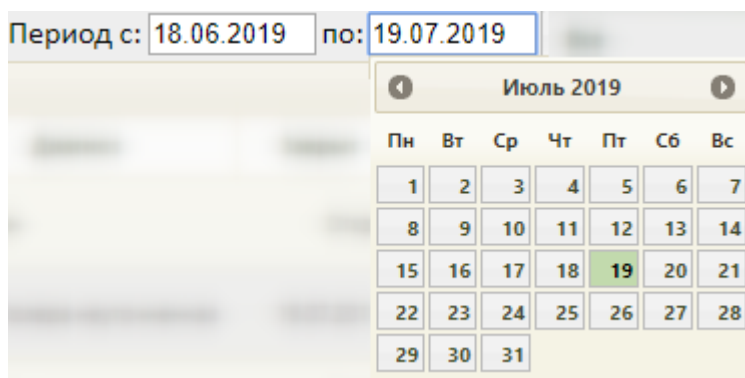 Период с: 18.06.2019 по: 19.07.2019
Июль 2019
Пн Вт Ср Чт Пт Сб Вс
1 2 3 4 5 6 7
8 9 10 11 12 13 14
15 16 17 18 19 20 21
22 23 24 25 26 27 28
29 30 31